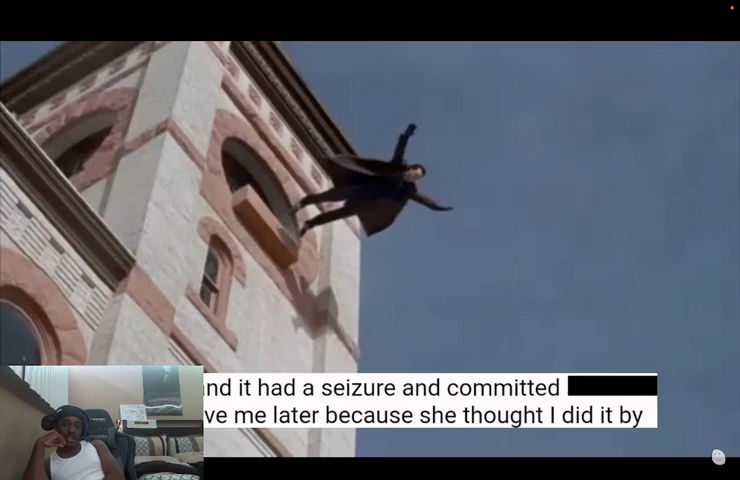 nd it had a seizure and committed
ve me later because she thought I did it by